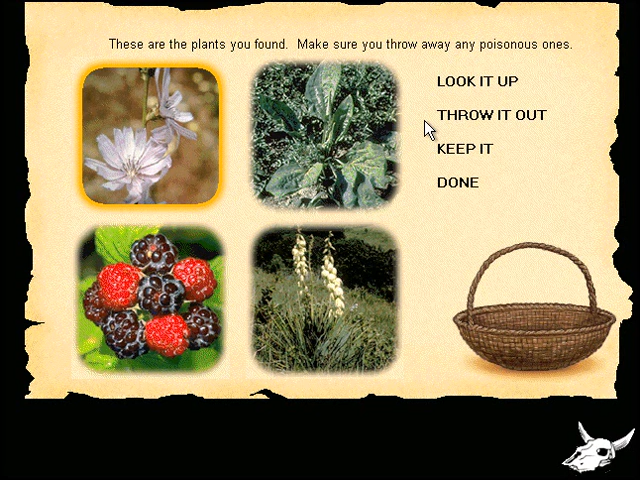 These are the plants you found.  Make sure you throw away any poisonous ones.
LOOK IT UP
THROW IT OUT
KEEP IT
DONE